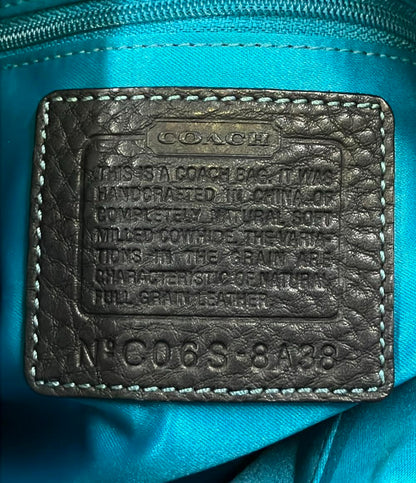 COACH
THIS IS A COACH BAG. IT WAS
HANDCRAFTED IN CHINA OF
COMPLETELY NATURAL SOFT
MILLED COWHIDE. THE VARIA-
TIONS IN THE GRAIN ARE
CHARACTERISTIC OF NATURAL
FULL GRAIN LEATHER.
Nº C06S-8A38